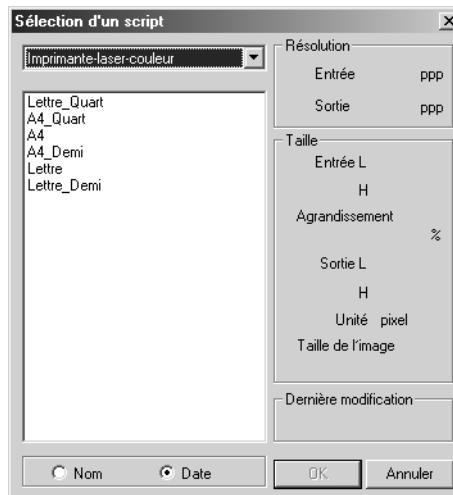 Sélection d'un script
Imprimante-laser-couleur
Lettre_Quart
A4_Quart
A4
A4_Demi
Lettre
Lettre_Demi
Nom
Date
Résolution
Entrée ppp
Sortie ppp
Taille
Entrée L
H
Agrandissement
%
Sortie L
H
Unité pixel
Taille de l'image
Dernière modification
OK
Annuler